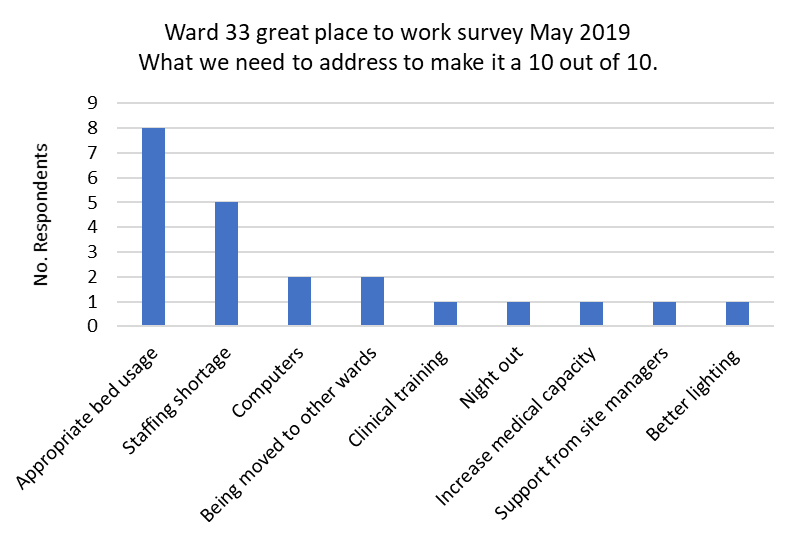 Ward 33 great place to work survey May 2019
What we need to address to make it a 10 out of 10.
No. Respondents
9
8
7
6
5
4
3
2
1
0
Appropriate bed usage
Staffing shortage
Computers
Being moved to other wards
Clinical training
Night out
Increase medical capacity
Support from site managers
Better lighting